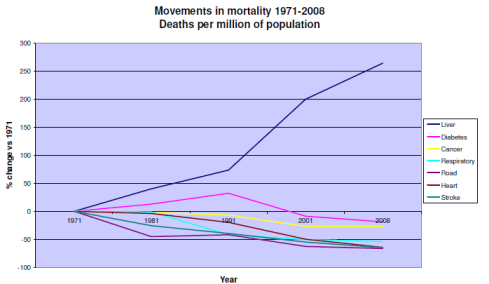 Movements in mortality 1971-2008
Deaths per million of population
300
250
200
150
100
50
0
-50
-100
% change vs 1971
1971
1981
1991
2001
2008
Year
Liver
Diabetes
Cancer
Respiratory
Road
Heart
Stroke